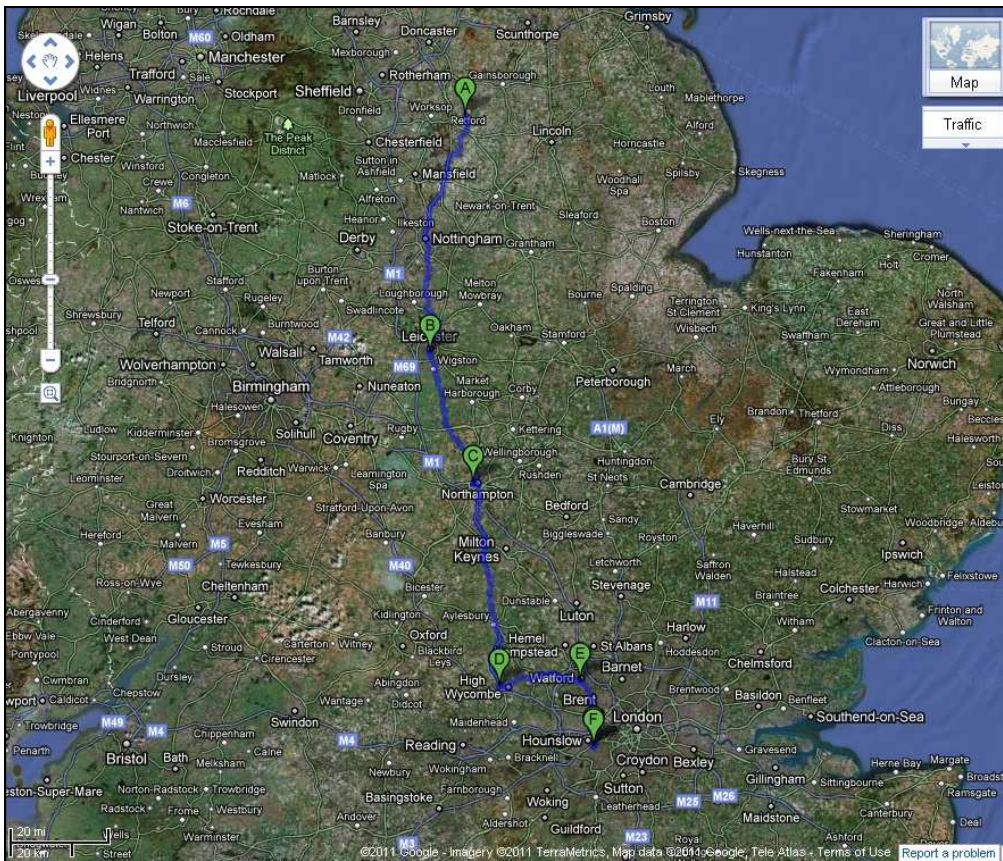 Rochdale
Bury
Scunthorpe
Grimsby
Wigan
Bolton
M60
Oldham
Barnsley
Doncaster
Mexborough
Manchester
Trafford
Sale
Stockport
Rotherham
Gainsborough
A
Liverpool
Widnes
Warrington
Sheffield
Dronfield
Worksop
Retford
Louth
Mablethorpe
Map
Traffic
Ellesmere
Port
Northwich
Macclesfield
The Peak
District
Chesterfield
Lincoln
Alford
Flint
Chester
Winsford
Congleton
Matlock
Sutton in
Ashfield
Mansfield
Horncastle
Crewe
Alfreton
Woodhall
Spa
Spilsby
Skegness
Nantwich
M6
Stoke-on-Trent
Heanor
Ilkeston
Newark-on-Trent
Sleaford
Boston
Derby
Nottingham
Grantham
Wells-next-the-Sea
Sheringham
Cromer
Hunstanton
Holt
Fakenham
Stafford
Burton
upon Trent
M1
Melton
Mowbray
Newport
Rugeley
Loughborough
Bourne
Spalding
Shrewsbury
Swadlincote
Terrington
St Clement
King's Lynn
North
Walsham
Telford
Cannock
Burntwood
B
Leicester
Oakham
Stamford
Wisbech
Swaffham
East
Dereham
Great and Little
Plumstead
M42
Walsall
Tamworth
Wolverhampton
M69
Wigston
Norwich
Bridgnorth
Birmingham
Nuneaton
Market
Harborough
Corby
Peterborough
March
Wymondham
Attleborough
Halesowen
Bungay
Solihull
Coventry
Rugby
Kettering
A1(M)
Ely
Brandon
Thetford
Diss
Halesworth
Knighton
Ludlow
Kidderminster
Bromsgrove
Stourport-on-Severn
Redditch
Warwick
Leamington
Spa
M1
C
Wellingborough
Rushden
Huntingdon
St Neots
Bury St
Edmunds
Leominster
Droitwich
Northampton
Cambridge
Stowmarket
Worcester
Stratford-Upon-Avon
Bedford
Great
Malvern
Evesham
Banbury
Milton
Keynes
Sandy
Biggleswade
Royston
Haverhill
Sudbury
Woodbridge
Hereford
Malvern
M5
Ipswich
M50
Tewkesbury
M40
Letchworth
Saffron
Walden
Halstead
Ross-on-Wye
Cheltenham
Bicester
Stevenage
M11
Braintree
Colchester
Harwich
Felixstowe
Abergavenny
Cinderford
Gloucester
Kidlington
Aylesbury
Dunstable
Luton
Witham
Frinton and
Walton
Ebbw Vale
West Dean
Stroud
Carterton
Witney
Oxford
Hemel
Hempstead
St Albans
Harlow
Hoddesdon
Chelmsford
Clacton-on-Sea
Pontypool
Cirencester
Blackbird
Leys
D
E
Barnet
Cwmbran
Caldicot
Chepstow
Dursley
Abingdon
Didcot
High
Wycombe
Watford
Brentwood
Basildon
Benfleet
Wantage
Brent
M49
M4
Swindon
Maidenhead
F
London
Southend-on-Sea
Trowbridge
Penarth
Bristol
Chippenham
Calne
M4
Reading
Hounslow
Bracknell
Croydon
Bexley
Gravesend
Herne Bay
Margate
Bath
Melksham
Newbury
Wokingham
Sutton
Gillingham
Sittingbourne
Ramsgate
Norton-Radstock
Trowbridge
Basingstoke
Farnborough
Woking
Leatherhead
M25
M26
Maidstone
Canterbury
Radstock
Frome
Westbury
Andover
Aldershot
Guildford
Deal
20 mi
20 km
Wells
Street
Warminster
M3
M23
Royal
Ashford
©2011 Google - Imagery ©2011 TerraMetrics, Map data ©2011 Google, Tele Atlas - Terms of Use
Report a problem